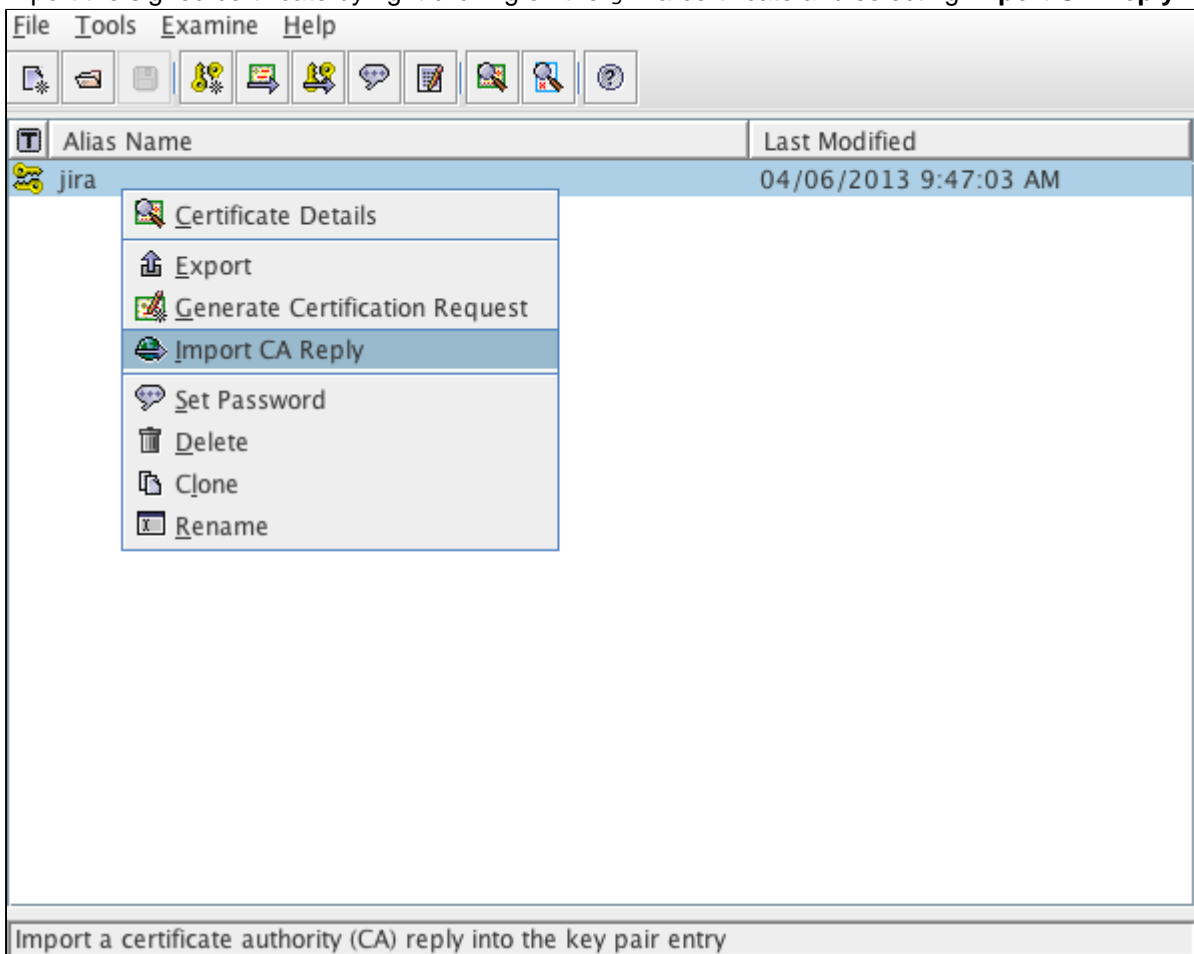 File Tools Examine Help
T Alias Name Last Modified
jira 04/06/2013 9:47:03 AM
Certificate Details
Export
Generate Certification Request
Import CA Reply
Set Password
Delete
Clone
Rename
Import a certificate authority (CA) reply into the key pair entry